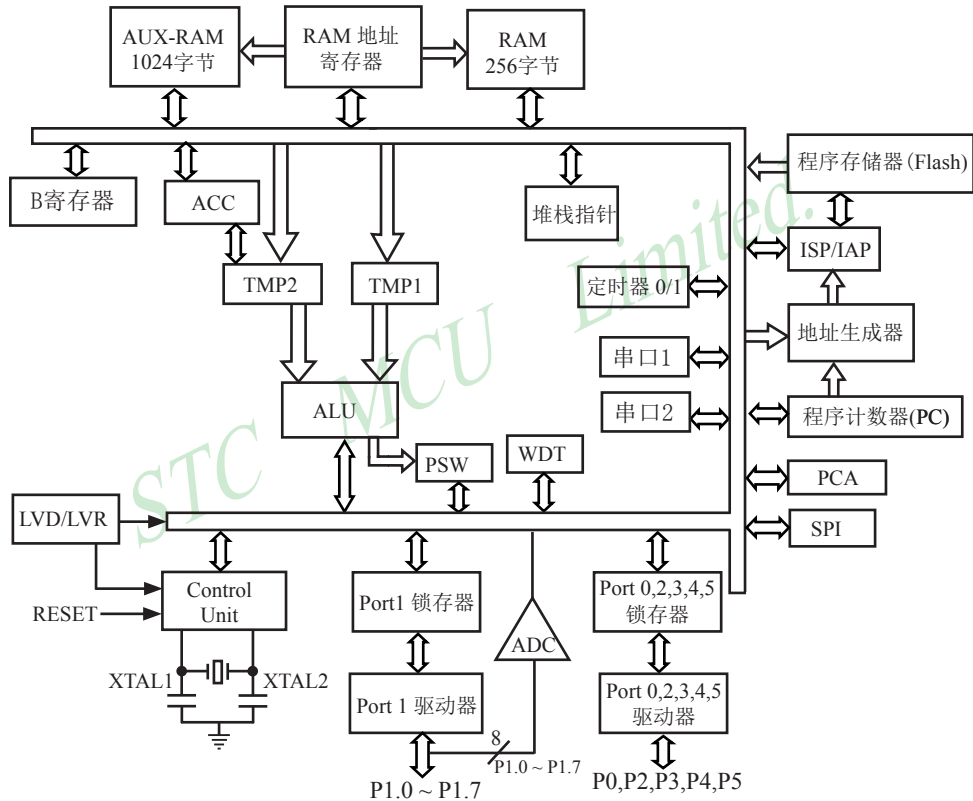 AUX-RAM
1024字节
RAM 地址
寄存器
RAM
256字节
程序存储器(Flash)
B寄存器
ACC
堆栈指针
ISP/IAP
TMP2
TMP1
定时器 0/1
地址生成器
串口1
ALU
串口2
程序计数器(PC)
PSW
WDT
PCA
LVD/LVR
SPI
Control
Unit
RESET
Port1 锁存器
ADC
Port 0,2,3,4,5
锁存器
XTAL1
XTAL2
Port 1 驱动器
Port 0,2,3,4,5
驱动器
8
P1.0 ~ P1.7
P1.0 ~ P1.7
P0,P2,P3,P4,P5
STC MCU Limited.